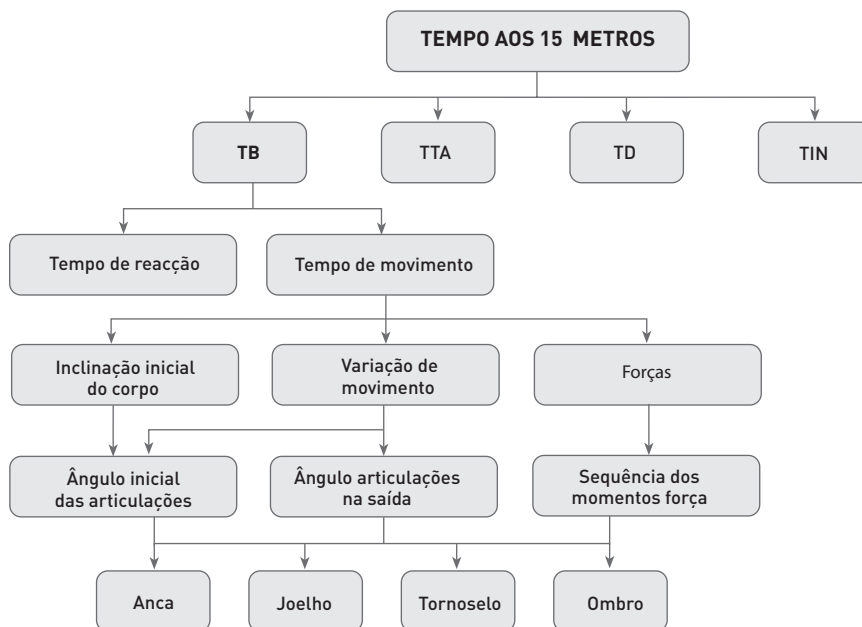 TEMPO AOS 15 METROS
TB
TTA
TD
TIN
Tempo de reacção
Tempo de movimento
Inclinação inicial
do corpo
Variação de
movimento
Forças
Ângulo inicial
das articulações
Ângulo articulações
na saída
Sequência dos
momentos força
Anca
Joelho
Tornoselo
Ombro